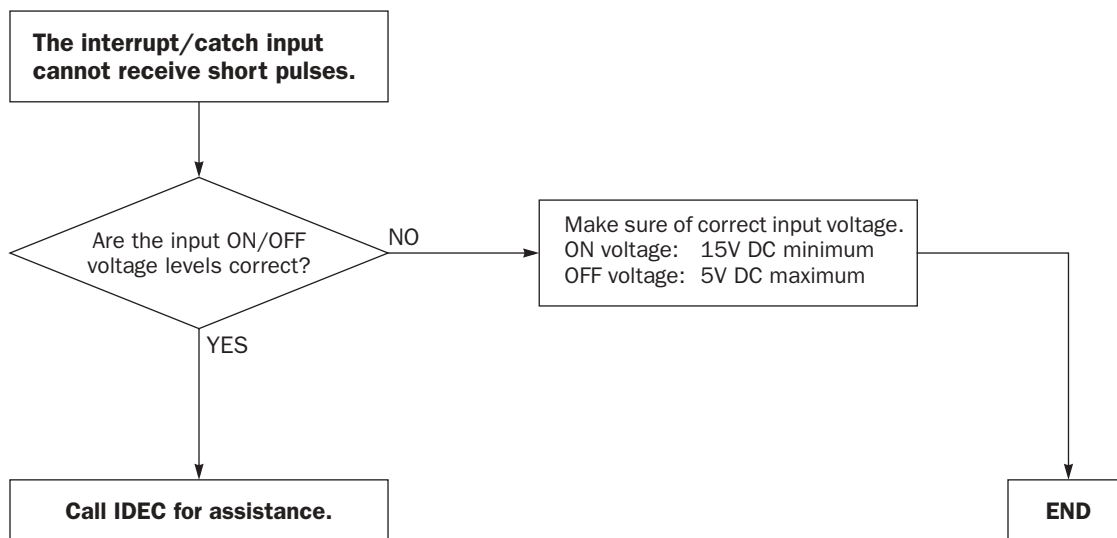 The interrupt/catch input
cannot receive short pulses.
Are the input ON/OFF
voltage levels correct?
NO
Make sure of correct input voltage.
ON voltage: 15V DC minimum
OFF voltage: 5V DC maximum
YES
Call IDEC for assistance.
END